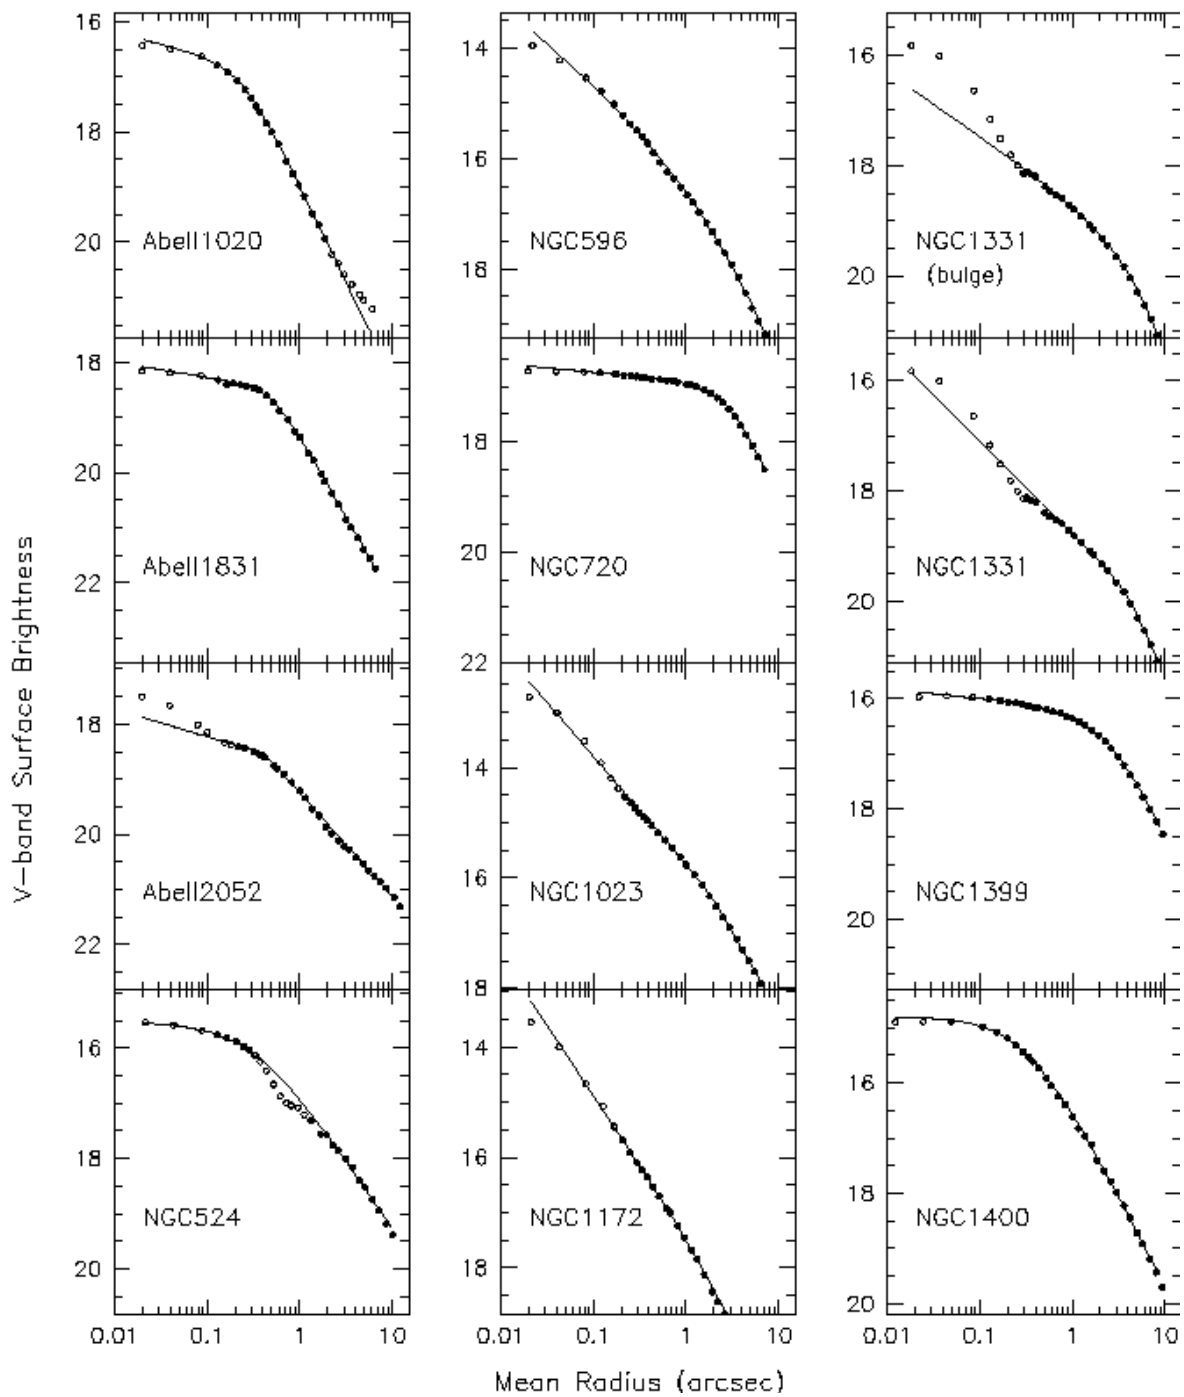 16
18
20
Abell1020
14
16
18
NGC596
16
18
20
NGC1331
(bulge)
18
20
22
Abell1831
18
20
22
NGC720
16
18
20
NGC1331
18
20
22
Abell2052
14
16
18
NGC1023
16
18
20
NGC1399
16
18
20
NGC524
14
16
18
NGC1172
16
18
20
NGC1400
0.01 0.1 1 10
0.01 0.1 1 10
0.01 0.1 1 10
V-band Surface Brightness
Mean Radius (arcsec)